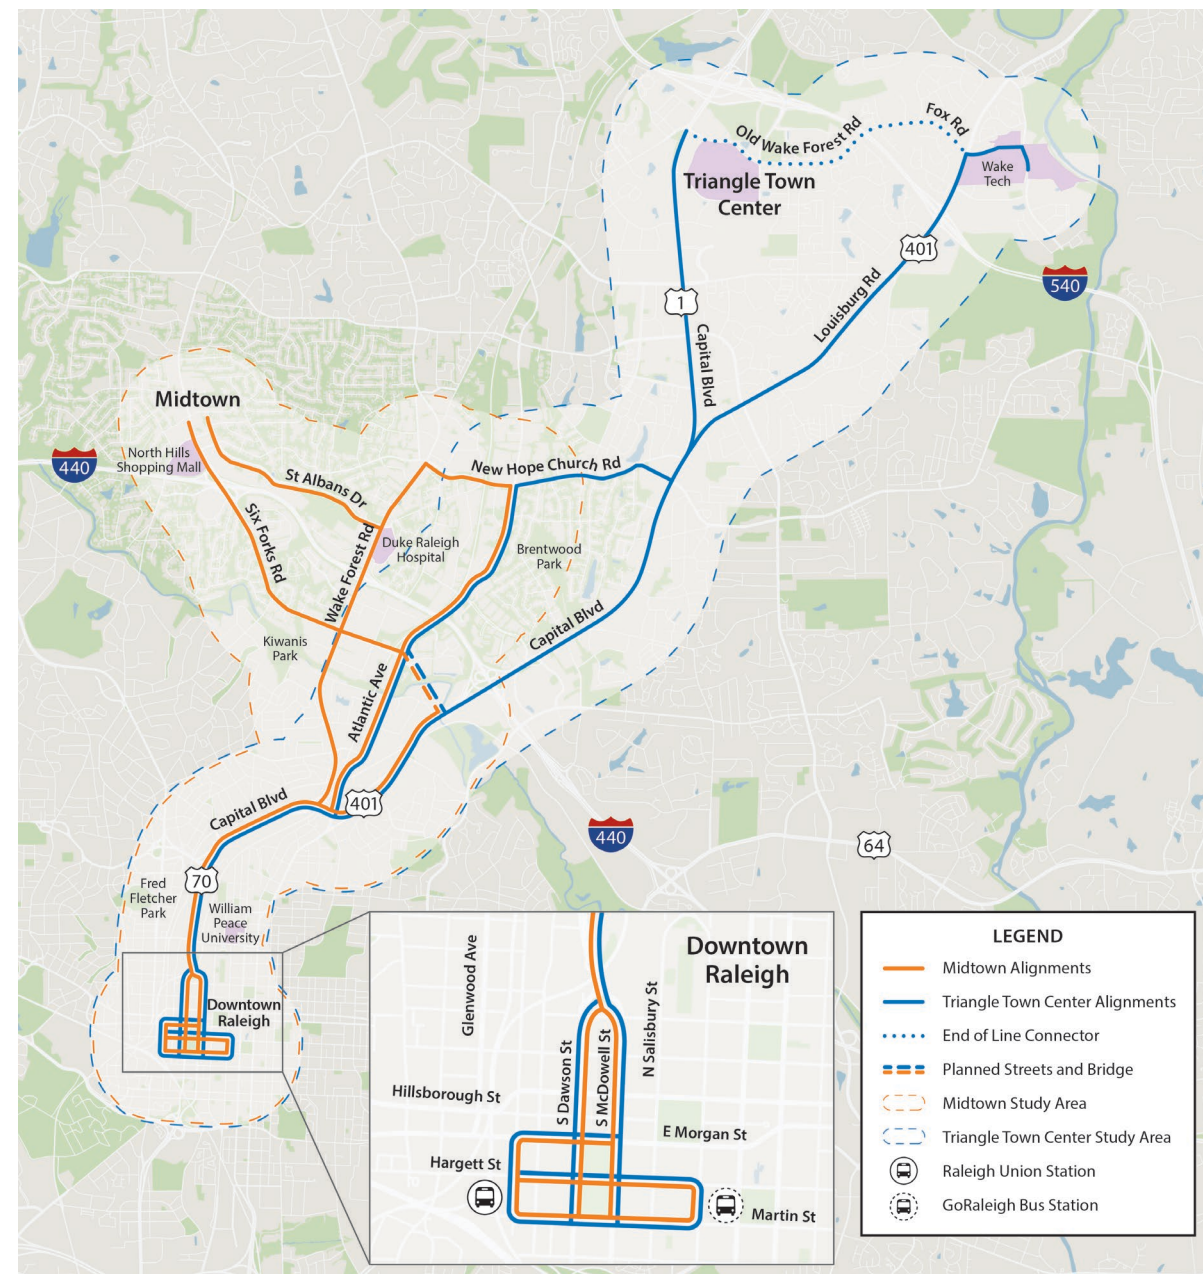 Old Wake Forest Rd
Fox Rd
Wake
Tech
Triangle Town
Center
401
540
1
Louisburg Rd
Capital Blvd
Midtown
North Hills
Shopping Mall
440
St Albans Dr
New Hope Church Rd
Six Forks Rd
Wake Forest Rd
Duke Raleigh
Hospital
Brentwood
Park
Kiwanis
Park
Capital Blvd
Atlantic Ave
Capital Blvd
401
440
64
70
Fred
Fletcher
Park
William
Peace
University
Downtown
Raleigh
Downtown
Raleigh
Glenwood Ave
N Salisbury St
S Dawson St
S McDowell St
Hillsborough St
E Morgan St
Hargett St
Martin St
LEGEND
Midtown Alignments
Triangle Town Center Alignments
End of Line Connector
Planned Streets and Bridge
Midtown Study Area
Triangle Town Center Study Area
Raleigh Union Station
GoRaleigh Bus Station